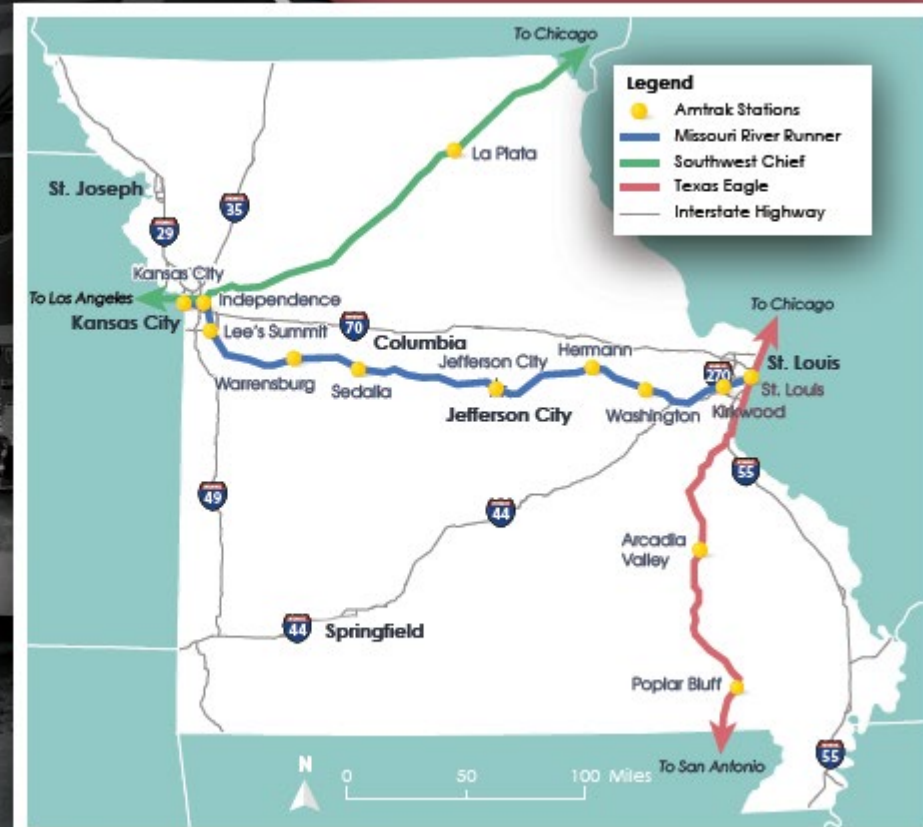 To Chicago
Legend
Amtrak Stations
Missouri River Runner
Southwest Chief
Texas Eagle
Interstate Highway
La Plata
St. Joseph
35
29
Kansas City
To Los Angeles
Independence
Kansas City
Lee's Summit
70
Columbia
To Chicago
Hermann
Jefferson City
St. Louis
270
St. Louis
Warrensburg
Sedalia
Jefferson City
Washington
Kirkwood
55
49
44
Arcadia
Valley
44
Springfield
Poplar Bluff
To San Antonio
55
N
0 50 100 Miles